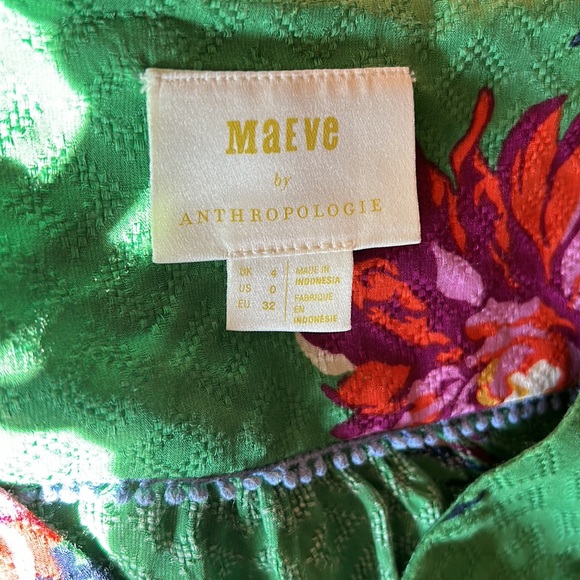 MaEVe
by
ANTHROPOLOGIE
UK 4
US 0
EU 32
MADE IN
INDONESIA
FABRIQUÉ
EN
INDONÉSIE